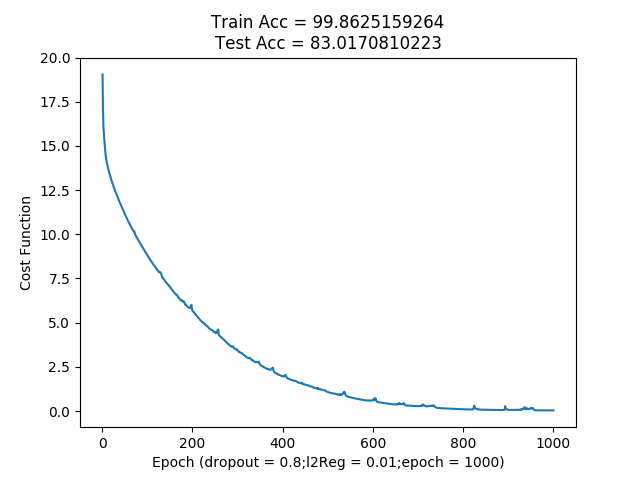 Train Acc = 99.8625159264
Test Acc = 83.0170810223
20.0
17.5
15.0
12.5
10.0
7.5
5.0
2.5
0.0
Cost Function
0 200 400 600 800 1000
Epoch (dropout = 0.8;l2Reg = 0.01;epoch = 1000)